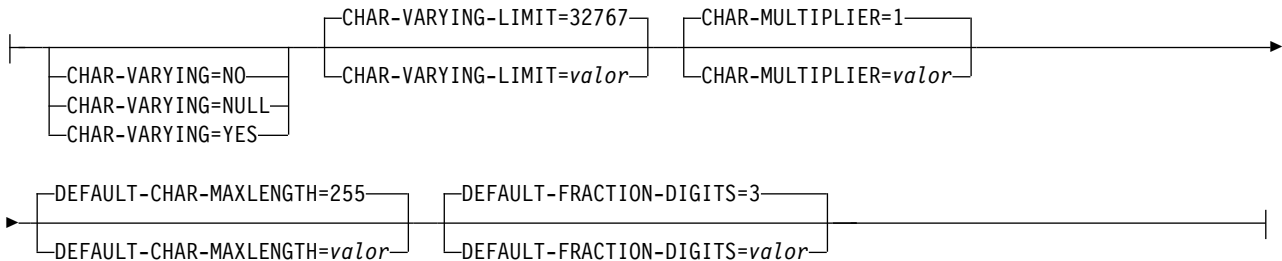 CHAR-VARYING-LIMIT=32767 CHAR-MULTIPLIER=1
CHAR-VARYING=NO CHAR-VARYING-LIMIT=valor CHAR-MULTIPLIER=valor
CHAR-VARYING=NULL
CHAR-VARYING=YES
DEFAULT-CHAR-MAXLENGTH=255 DEFAULT-FRACTION-DIGITS=3
DEFAULT-CHAR-MAXLENGTH=valor DEFAULT-FRACTION-DIGITS=valor